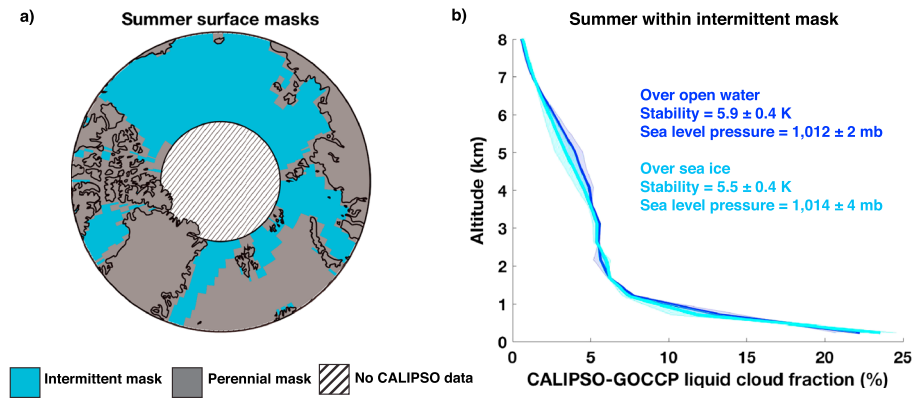 a)
Summer surface masks
Intermittent mask
Perennial mask
No CALIPSO data
b)
Summer within intermittent mask
8
7
6
5
4
3
2
1
0
Altitude (km)
Over open water
Stability = 5.9 ± 0.4 K
Sea level pressure = 1,012 ± 2 mb
Over sea ice
Stability = 5.5 ± 0.4 K
Sea level pressure = 1,014 ± 4 mb
0 5 10 15 20 25
CALIPSO-GOCCP liquid cloud fraction (%)